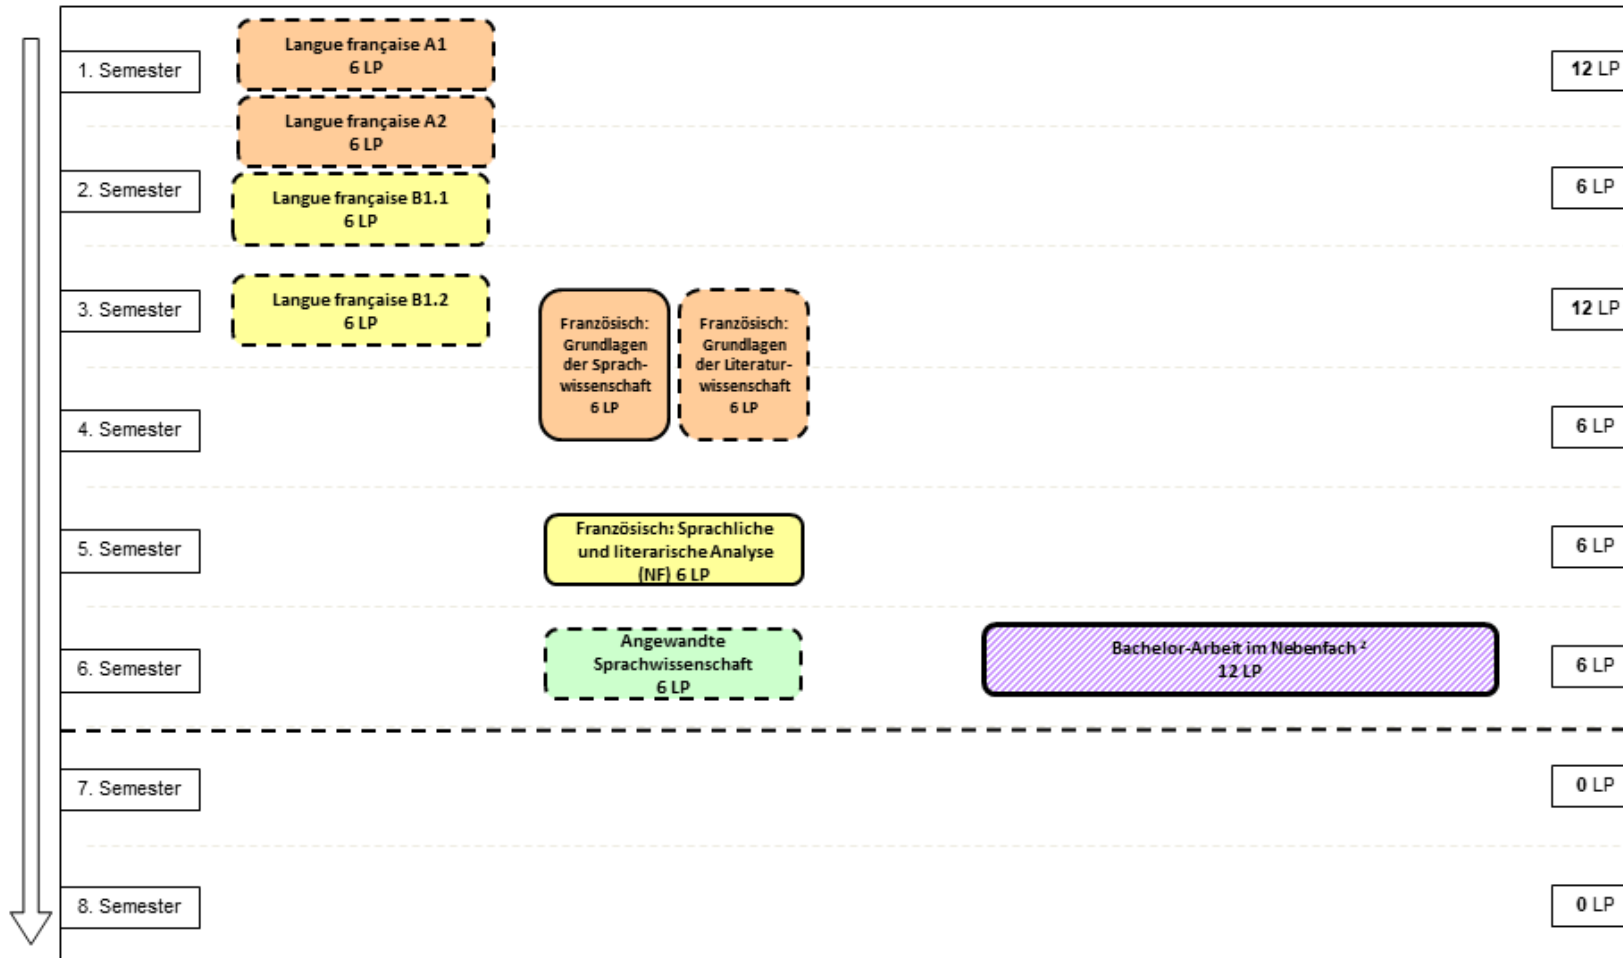 1. Semester
Langue française A1
6 LP
12 LP
Langue française A2
6 LP
2. Semester
Langue française B1.1
6 LP
6 LP
3. Semester
Langue française B1.2
6 LP
12 LP
Französisch:
Grundlagen
der Sprach-
wissenschaft
6 LP
Französisch:
Grundlagen
der Literatur-
wissenschaft
6 LP
4. Semester
6 LP
5. Semester
Französisch: Sprachliche
und literarische Analyse
(NF) 6 LP
6 LP
6. Semester
Angewandte
Sprachwissenschaft
6 LP
Bachelor-Arbeit im Nebenfach ²
12 LP
6 LP
7. Semester
0 LP
8. Semester
0 LP